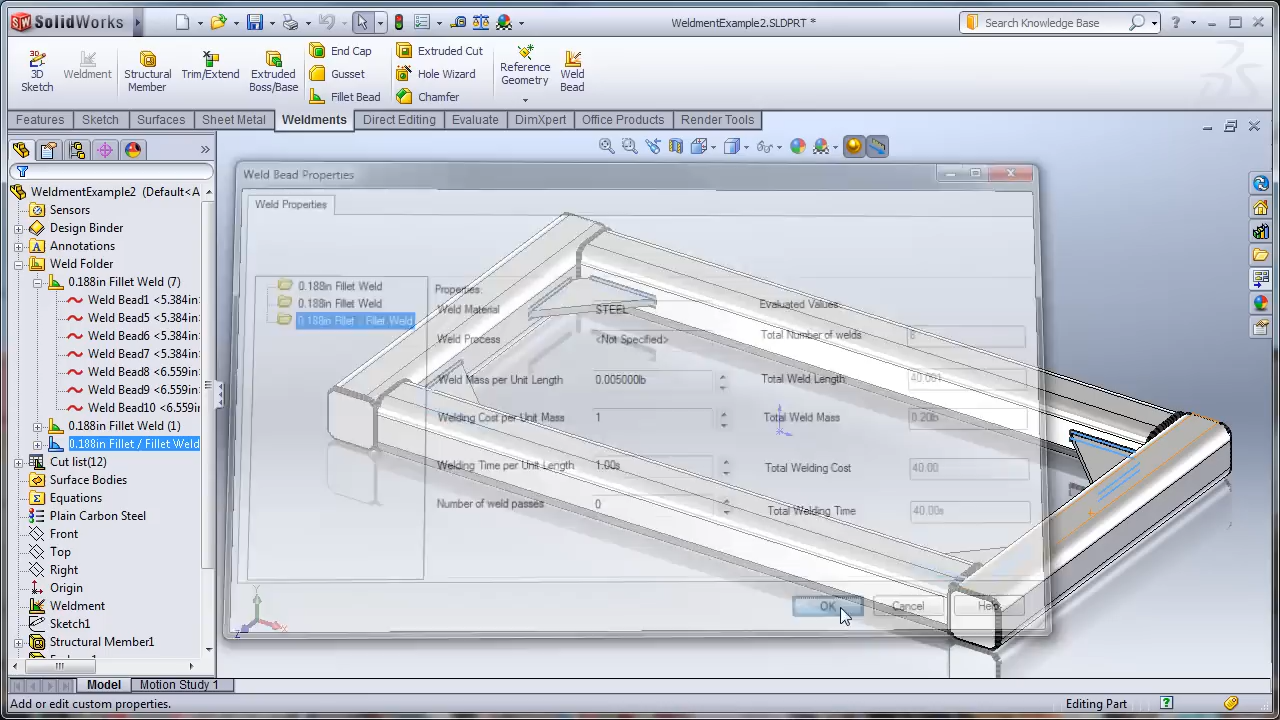 SolidWorks
WeldmentExample2.SLDPRT *
Search Knowledge Base
3D
Sketch
Weldment
Structural
Member
Trim/Extend
Extruded
Boss/Base
End Cap
Gusset
Fillet Bead
Extruded Cut
Hole Wizard
Chamfer
Reference
Geometry
Weld
Bead
Features
Sketch
Surfaces
Sheet Metal
Weldments
Direct Editing
Evaluate
DimXpert
Office Products
Render Tools
WeldmentExample2 (Default<A
Sensors
Design Binder
Annotations
Weld Folder
0.188in Fillet Weld (7)
Weld Bead1 <5.384in
Weld Bead5 <5.384in
Weld Bead6 <5.384in
Weld Bead7 <5.384in
Weld Bead8 <6.559in
Weld Bead9 <6.559in
Weld Bead10 <6.559in
0.188in Fillet Weld (1)
0.188in Fillet / Fillet Weld
Cut list(12)
Surface Bodies
Equations
Plain Carbon Steel
Front
Top
Right
Origin
Weldment
Sketch1
Structural Member1
Weld Bead Properties
Weld Properties
0.188in Fillet Weld
0.188in Fillet Weld
0.188in Fillet / Fillet Weld
Properties:
Weld Material
STEEL
Weld Process
<Not Specified>
Weld Mass per Unit Length
0.005000lb
Welding Cost per Unit Mass
1
Welding Time per Unit Length
1.00s
Number of weld passes
0
Evaluated Values:
Total Number of welds
8
Total Weld Length
40.001
Total Weld Mass
0.20lb
Total Welding Cost
40.00
Total Welding Time
40.00s
OK
Cancel
Help
Y
X
Z
Model
Motion Study 1
Add or edit custom properties.
Editing Part